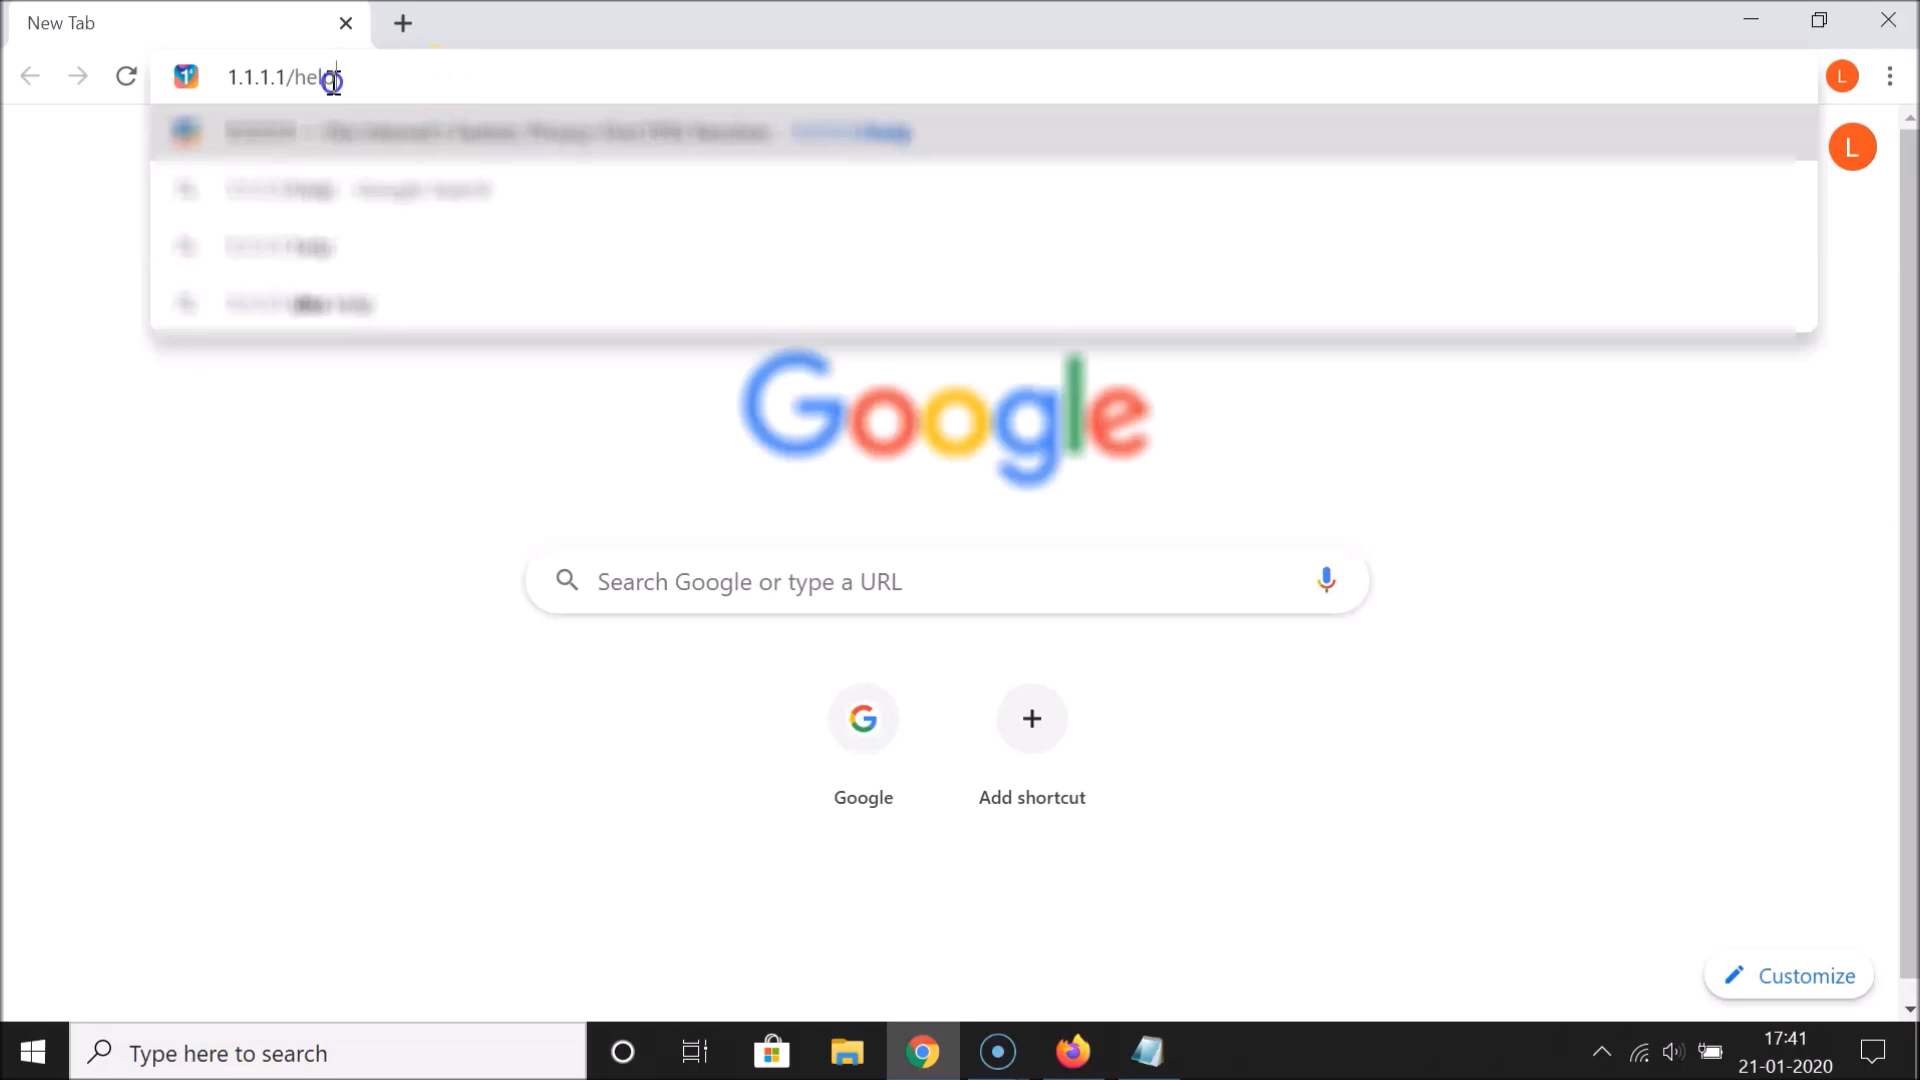 New Tab
1.1.1.1/help
L
L
Google
Search Google or type a URL
G
Google
Add shortcut
Customize
Type here to search
17:41
21-01-2020